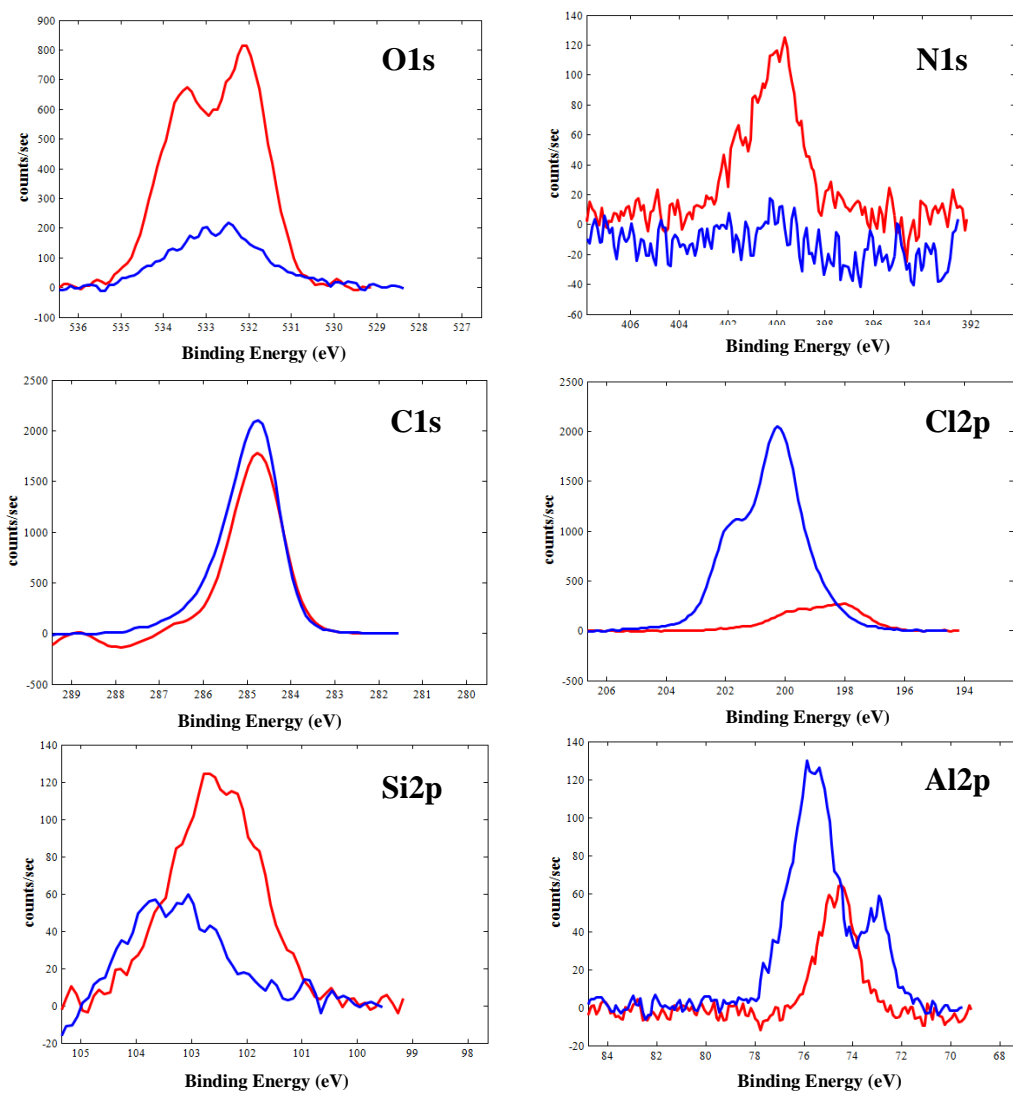 O1s
counts/sec
900
800
700
600
500
400
300
200
100
0
-100
536 535 534 533 532 531 530 529 528 527
Binding Energy (eV)
N1s
counts/sec
140
120
100
80
60
40
20
0
-20
-40
-60
406 404 402 400 398 396 394 392
Binding Energy (eV)
C1s
counts/sec
2500
2000
1500
1000
500
0
-500
289 288 287 286 285 284 283 282 281 280
Binding Energy (eV)
Cl2p
counts/sec
2500
2000
1500
1000
500
0
-500
206 204 202 200 198 196 194
Binding Energy (eV)
Si2p
counts/sec
140
120
100
80
60
40
20
0
-20
105 104 103 102 101 100 99 98
Binding Energy (eV)
Al2p
counts/sec
140
120
100
80
60
40
20
0
-20
84 82 80 78 76 74 72 70 68
Binding Energy (eV)